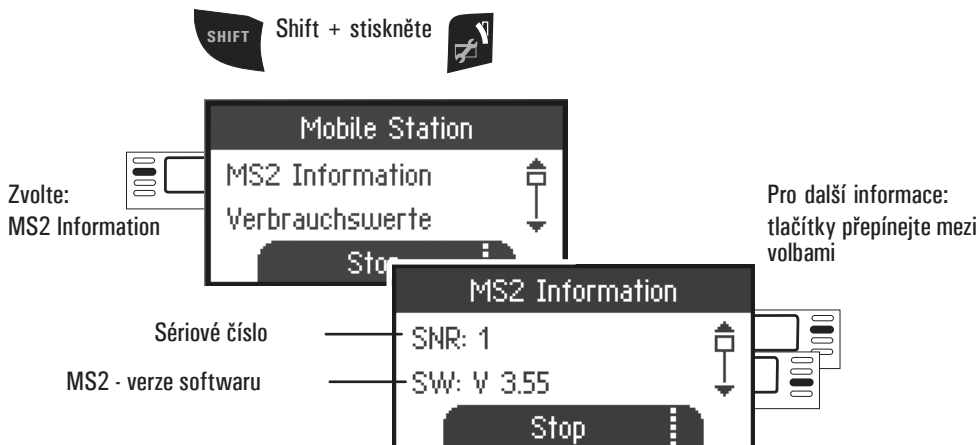 SHIFT
Shift + stiskněte
Mobile Station
MS2 Information
Verbrauchswerte
Zvolte:
MS2 Information
Pro další informace:
tlačítky přepínejte mezi
volbami
MS2 Information
Sériové číslo
SNR: 1
MS2 - verze softwaru
SW: V 3.55
Stop